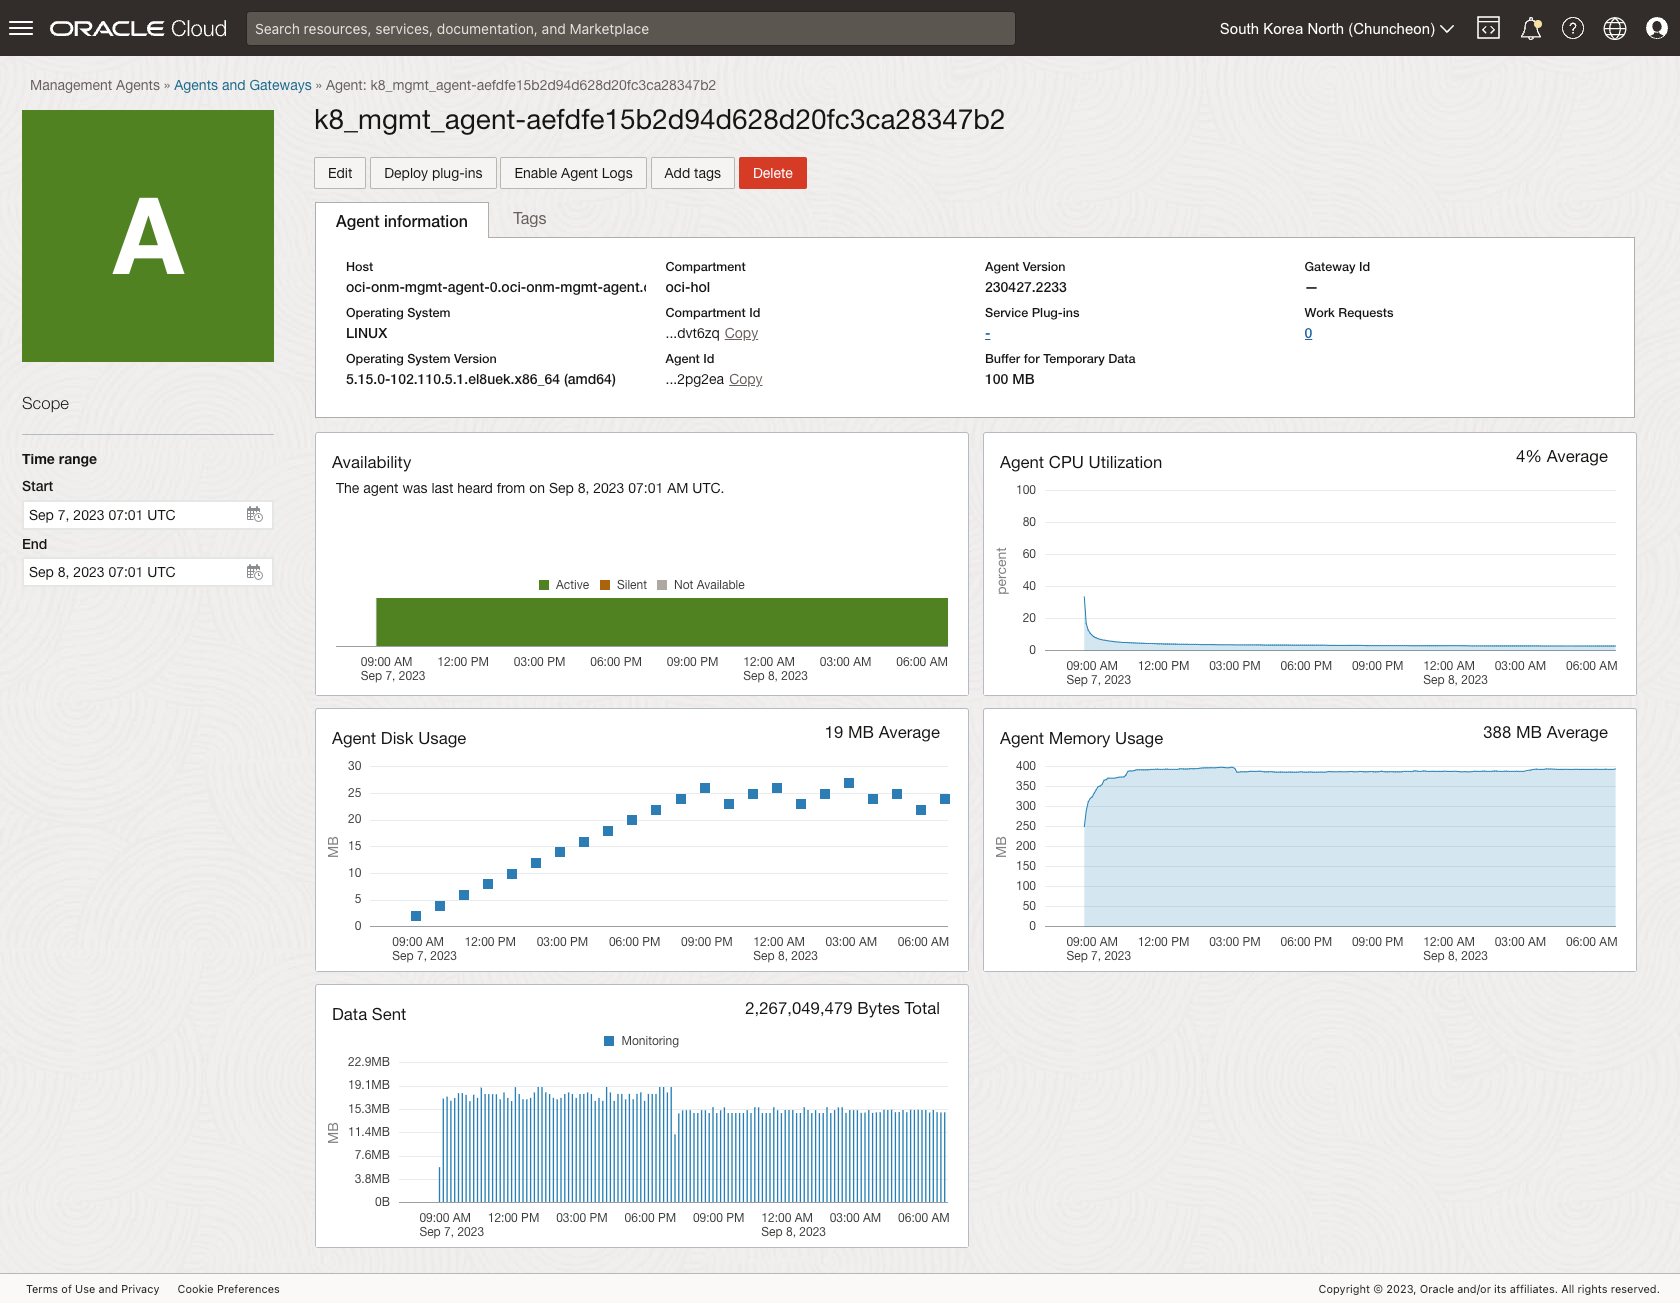 ORACLE Cloud
Search resources, services, documentation, and Marketplace
South Korea North (Chuncheon)
Management Agents » Agents and Gateways » Agent: k8_mgmt_agent-aefdfe15b2d94d628d20fc3ca28347b2
A
Scope
Time range
Start
Sep 7, 2023 07:01 UTC
End
Sep 8, 2023 07:01 UTC
k8_mgmt_agent-aefdfe15b2d94d628d20fc3ca28347b2
Edit Deploy plug-ins Enable Agent Logs Add tags Delete
Agent information Tags
Host
oci-onm-mgmt-agent-0.oci-onm-mgmt-agent.
Operating System
LINUX
Operating System Version
5.15.0-102.110.5.1.el8uek.x86_64 (amd64)
Compartment
oci-hol
Compartment Id
...dvt6zq Copy
Agent Id
...2pg2ea Copy
Agent Version
230427.2233
Service Plug-ins
-
Buffer for Temporary Data
100 MB
Gateway Id
—
Work Requests
0
Availability
The agent was last heard from on Sep 8, 2023 07:01 AM UTC.
Active Silent Not Available
09:00 AM 12:00 PM 03:00 PM 06:00 PM 09:00 PM 12:00 AM 03:00 AM 06:00 AM
Sep 7, 2023 Sep 8, 2023
Agent CPU Utilization
4% Average
percent
100
80
60
40
20
0
09:00 AM 12:00 PM 03:00 PM 06:00 PM 09:00 PM 12:00 AM 03:00 AM 06:00 AM
Sep 7, 2023 Sep 8, 2023
Agent Disk Usage
19 MB Average
MB
30
25
20
15
10
5
0
09:00 AM 12:00 PM 03:00 PM 06:00 PM 09:00 PM 12:00 AM 03:00 AM 06:00 AM
Sep 7, 2023 Sep 8, 2023
Agent Memory Usage
388 MB Average
MB
400
350
300
250
200
150
100
50
0
09:00 AM 12:00 PM 03:00 PM 06:00 PM 09:00 PM 12:00 AM 03:00 AM 06:00 AM
Sep 7, 2023 Sep 8, 2023
Data Sent
2,267,049,479 Bytes Total
Monitoring
MB
22.9MB
19.1MB
15.3MB
11.4MB
7.6MB
3.8MB
0B
09:00 AM 12:00 PM 03:00 PM 06:00 PM 09:00 PM 12:00 AM 03:00 AM 06:00 AM
Sep 7, 2023 Sep 8, 2023
Terms of Use and Privacy Cookie Preferences
Copyright © 2023, Oracle and/or its affiliates. All rights reserved.